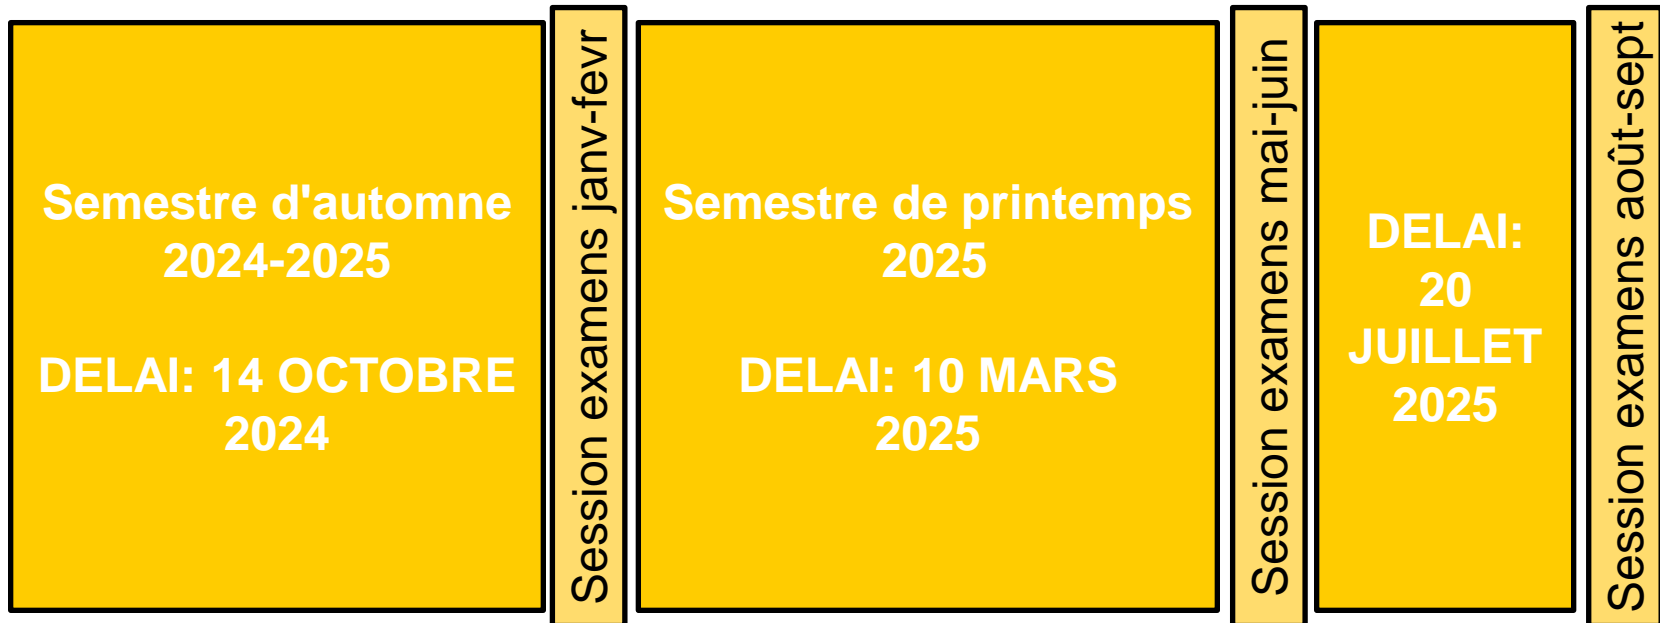 Semestre d'automne
2024-2025
DELAI: 14 OCTOBRE
2024
Session examens janv-fevr
Semestre de printemps
2025
DELAI: 10 MARS
2025
Session examens mai-juin
DELAI:
20
JUILLET
2025
Session examens août-sept